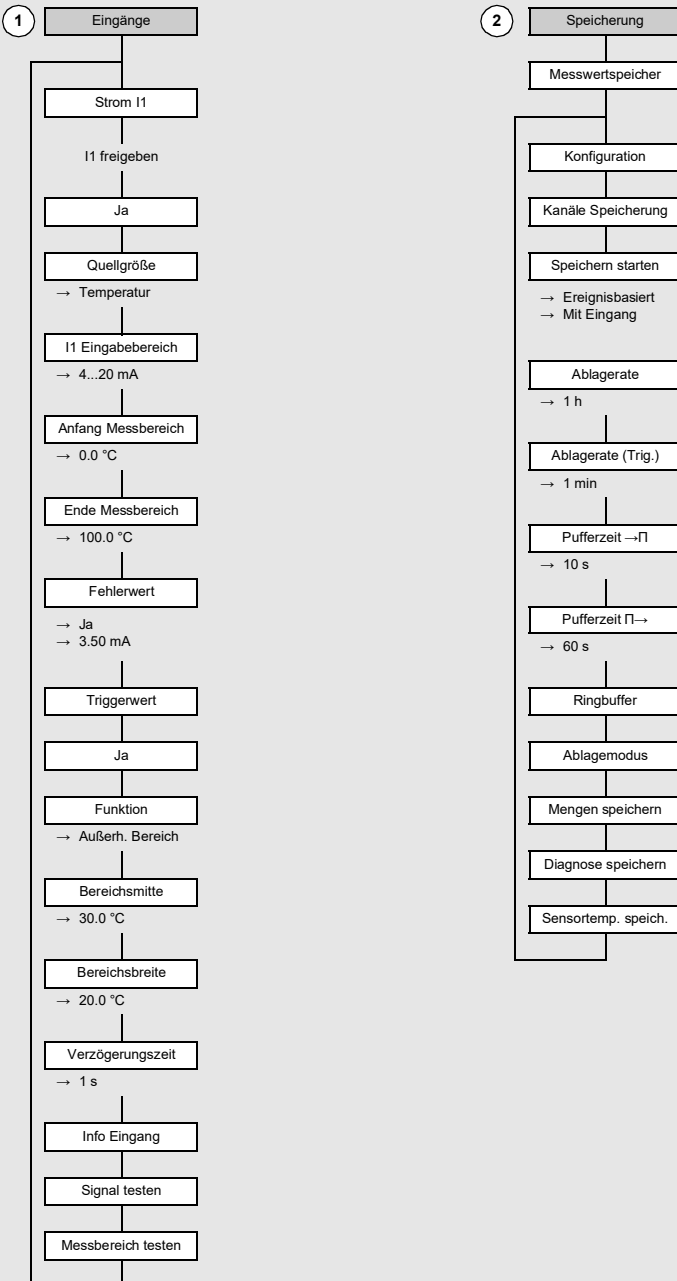 1
Eingänge
Strom I1
I1 freigeben
Ja
Quellgröße
→ Temperatur
I1 Eingabebereich
→ 4...20 mA
Anfang Messbereich
→ 0.0 °C
Ende Messbereich
→ 100.0 °C
Fehlerwert
→ Ja
→ 3.50 mA
Triggerwert
Ja
Funktion
→ Außerh. Bereich
Bereichsmitte
→ 30.0 °C
Bereichsbreite
→ 20.0 °C
Verzögerungszeit
→ 1 s
Info Eingang
Signal testen
Messbereich testen
2
Speicherung
Messwertspeicher
Konfiguration
Kanäle Speicherung
Speichern starten
→ Ereignisbasiert
→ Mit Eingang
Ablagerate
→ 1 h
Ablagerate (Trig.)
→ 1 min
Pufferzeit →Π
→ 10 s
Pufferzeit Π→
→ 60 s
Ringbuffer
Ablagemodus
Mengen speichern
Diagnose speichern
Sensortemp. speich.